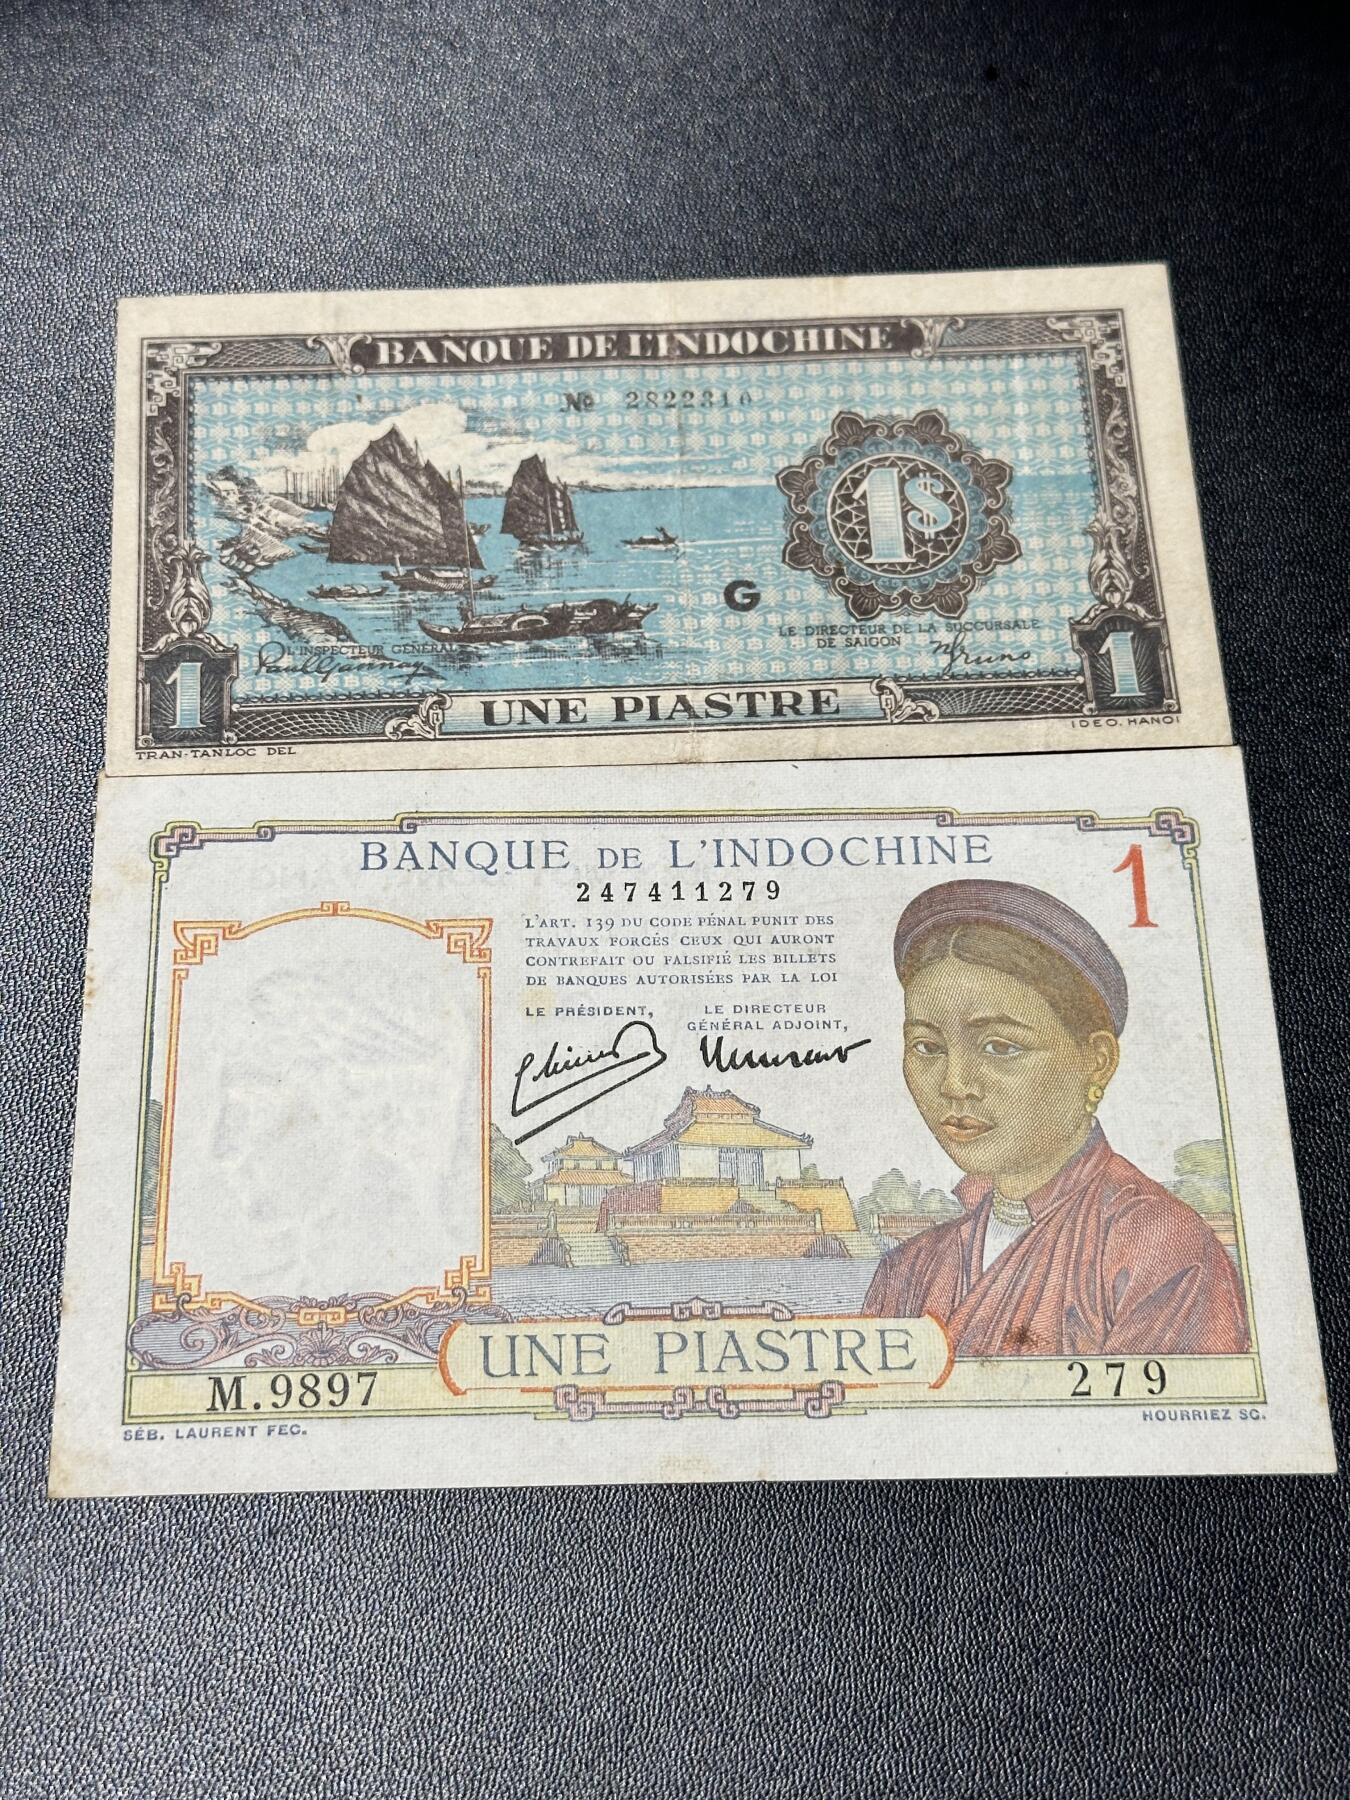 BANQUE DE L'INDOCHINE
No 2822310
1$
G
L'INSPECTEUR GÉNÉRAL
LE DIRECTEUR DE LA SUCCURSALE
DE SAIGON
1
UNE PIASTRE
1
TRAN-TANLOC DEL
IDEO. HANOI
BANQUE DE L'INDOCHINE
1
247411279
L'ART. 139 DU CODE PÉNAL PUNIT DES
TRAVAUX FORCÉS CEUX QUI AURONT
CONTREFAIT OU FALSIFIÉ LES BILLETS
DE BANQUES AUTORISÉES PAR LA LOI
LE PRÉSIDENT,
LE DIRECTEUR
GÉNÉRAL ADJOINT,
UNE PIASTRE
M.9897
279
SÉB. LAURENT FEC.
HOURRIEZ SC.